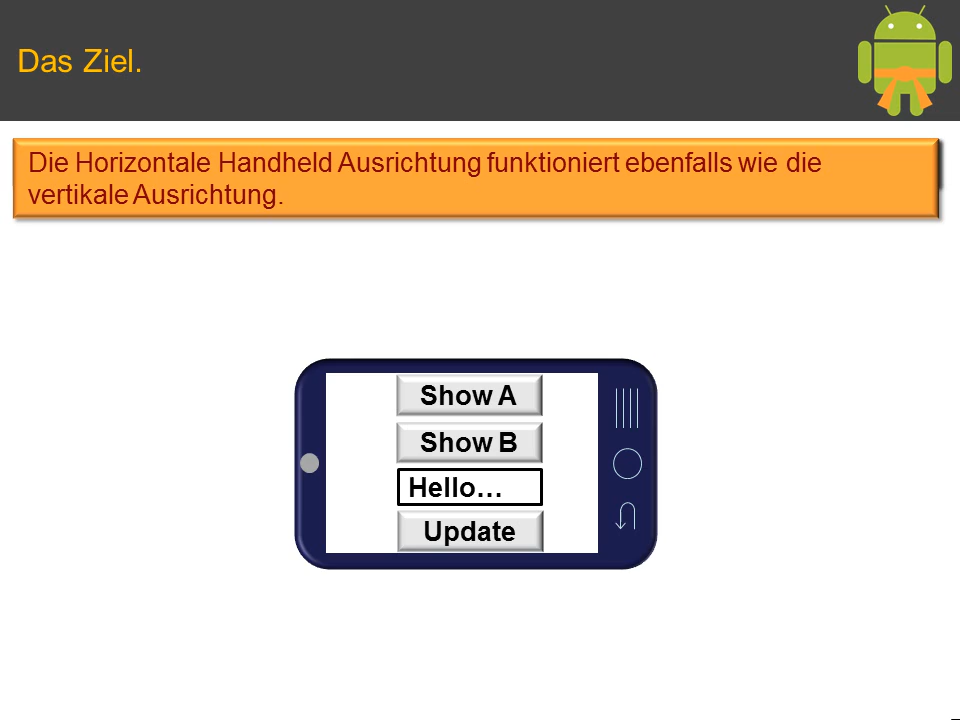 Das Ziel.
Die Horizontale Handheld Ausrichtung funktioniert ebenfalls wie die
vertikale Ausrichtung.
Show A
Show B
Hello…
Update